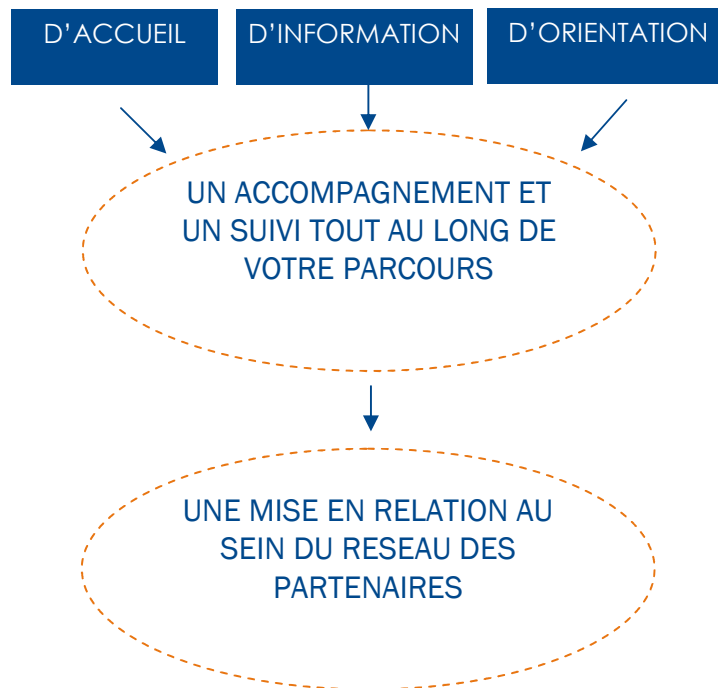 D’ACCUEIL
D’INFORMATION
D’ORIENTATION
UN ACCOMPAGNEMENT ET
UN SUIVI TOUT AU LONG DE
VOTRE PARCOURS
UNE MISE EN RELATION AU
SEIN DU RESEAU DES
PARTENAIRES